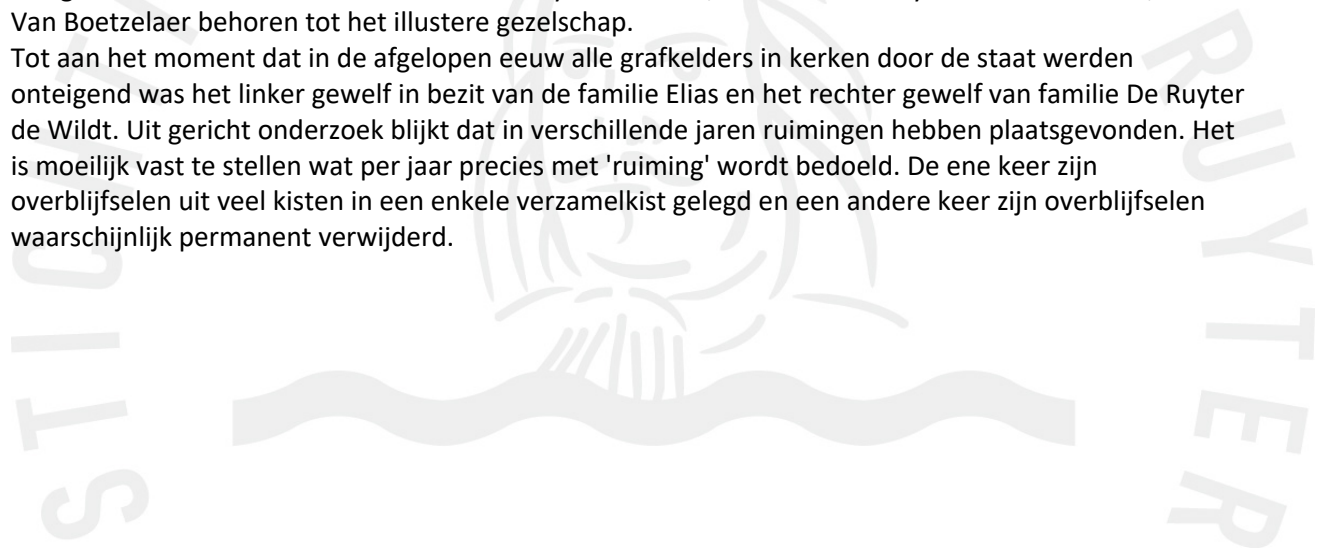 Van Boetzelaer behoren tot het illustere gezelschap.
Tot aan het moment dat in de afgelopen eeuw alle grafkelders in kerken door de staat werden
onteigend was het linker gewelf in bezit van de familie Elias en het rechter gewelf van familie De Ruyter
de Wildt. Uit gericht onderzoek blijkt dat in verschillende jaren ruimingen hebben plaatsgevonden. Het
is moeilijk vast te stellen wat per jaar precies met 'ruiming' wordt bedoeld. De ene keer zijn
overblijfselen uit veel kisten in een enkele verzamelkist gelegd en een andere keer zijn overblijfselen
waarschijnlijk permanent verwijderd.
STICH
RUYTER